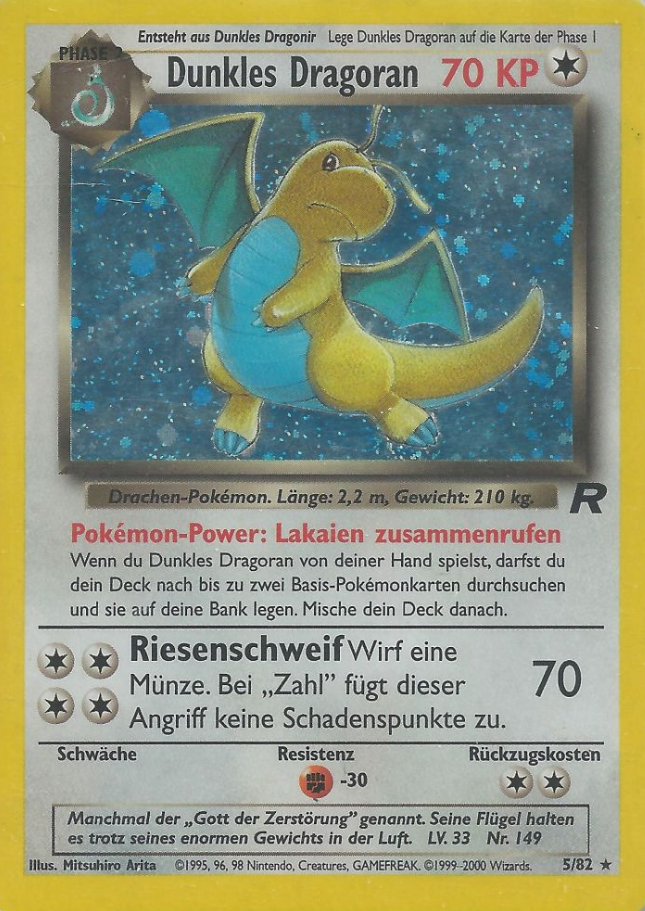 Entsteht aus Dunkles Dragonir Lege Dunkles Dragoran auf die Karte der Phase 1
PHASE 2
Dunkles Dragoran 70 KP
Drachen-Pokémon. Länge: 2,2 m, Gewicht: 210 kg.
R
Pokémon-Power: Lakaien zusammenrufen
Wenn du Dunkles Dragoran von deiner Hand spielst, darfst du
dein Deck nach bis zu zwei Basis-Pokémonkarten durchsuchen
und sie auf deine Bank legen. Mische dein Deck danach.
Riesenschweif Wirf eine
Münze. Bei „Zahl” fügt dieser 70
Angriff keine Schadenspunkte zu.
Schwäche Resistenz Rückzugskosten
-30
Manchmal der „Gott der Zerstörung” genannt. Seine Flügel halten
es trotz seines enormen Gewichts in der Luft. LV. 33 Nr. 149
Illus. Mitsuhiro Arita ©1995, 96, 98 Nintendo, Creatures, GAMEFREAK. ©1999-2000 Wizards. 5/82 ★